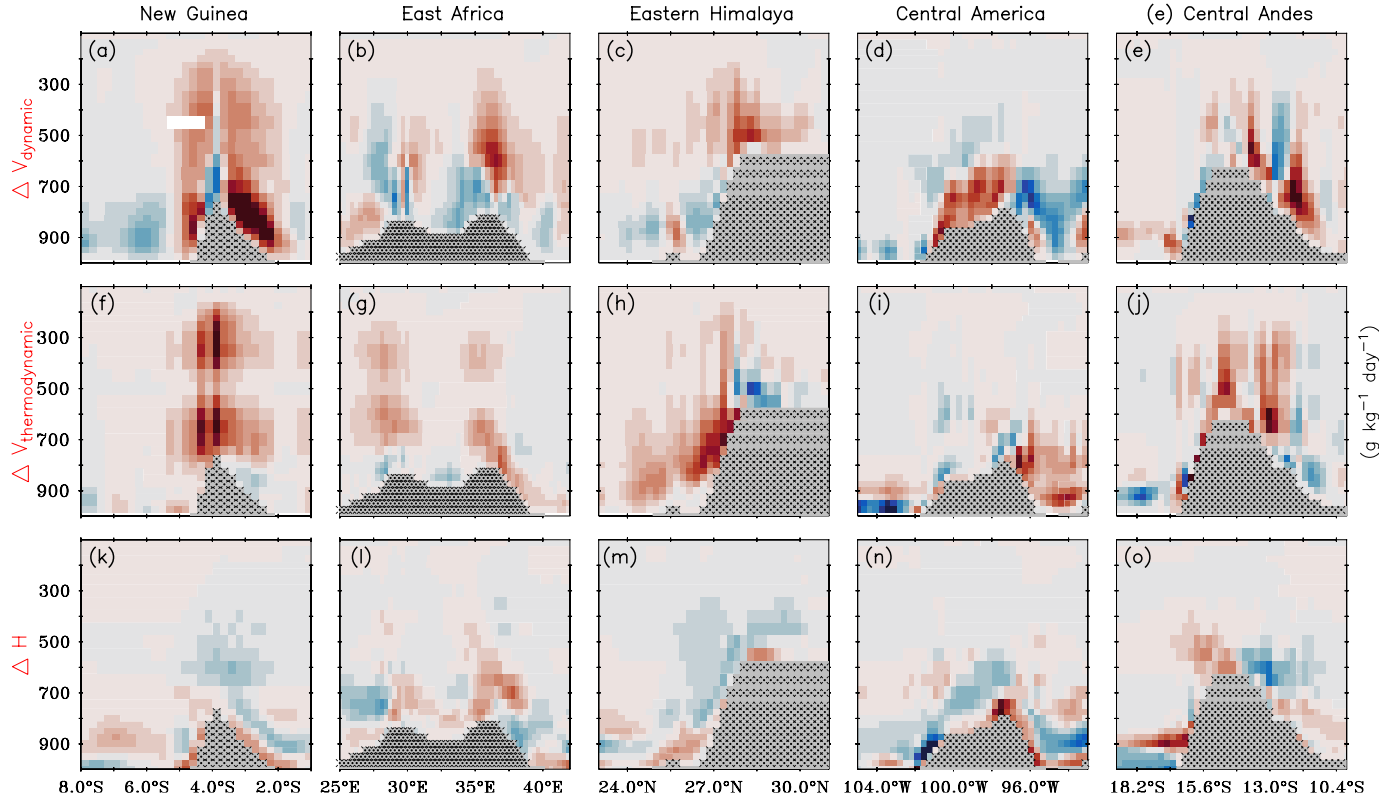 New Guinea East Africa Eastern Himalaya Central America (e) Central Andes
(a) (b) (c) (d) (e)
300
500
700
900
△ Vdynamic
(f) (g) (h) (i) (j)
300
500
700
900
△ Vthermodynamic
(g kg⁻¹ day⁻¹)
(k) (l) (m) (n) (o)
300
500
700
900
△ H
8.0°S 6.0°S 4.0°S 2.0°S 25°E 30°E 35°E 40°E 24.0°N 27.0°N 30.0°N 104.0°W 100.0°W 96.0°W 18.2°S 15.6°S 13.0°S 10.4°S